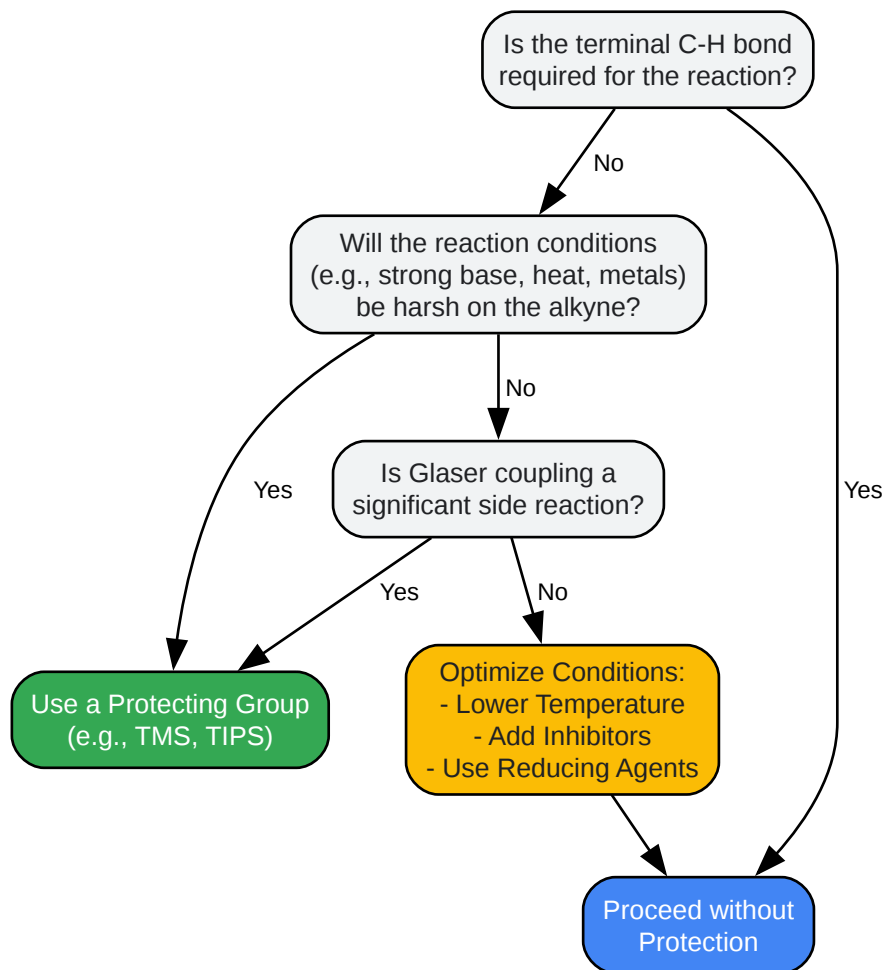 Is the terminal C-H bond
required for the reaction?
No
Will the reaction conditions
(e.g., strong base, heat, metals)
be harsh on the alkyne?
No
Is Glaser coupling a
significant side reaction?
Yes
Yes
Yes
No
Use a Protecting Group
(e.g., TMS, TIPS)
Optimize Conditions:
- Lower Temperature
- Add Inhibitors
- Use Reducing Agents
Proceed without
Protection